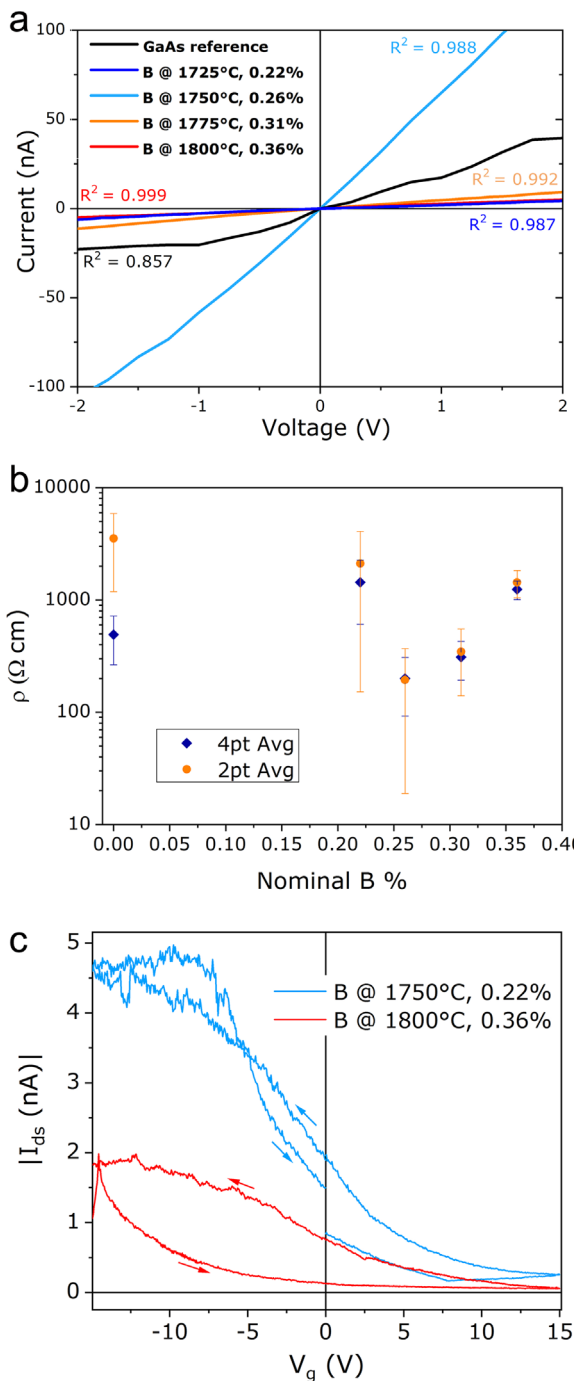 a
GaAs reference
B @ 1725°C, 0.22%
B @ 1750°C, 0.26%
B @ 1775°C, 0.31%
B @ 1800°C, 0.36%
R² = 0.988
R² = 0.999
R² = 0.992
R² = 0.987
R² = 0.857
100
50
0
-50
-100
Current (nA)
-2 -1 0 1 2
Voltage (V)
b
10000
1000
100
10
ρ (Ω cm)
4pt Avg
2pt Avg
0.00 0.05 0.10 0.15 0.20 0.25 0.30 0.35 0.40
Nominal B %
c
5
4
3
2
1
0
|I_ds (nA)|
B @ 1750°C, 0.22%
B @ 1800°C, 0.36%
-10 -5 0 5 10 15
V_g (V)